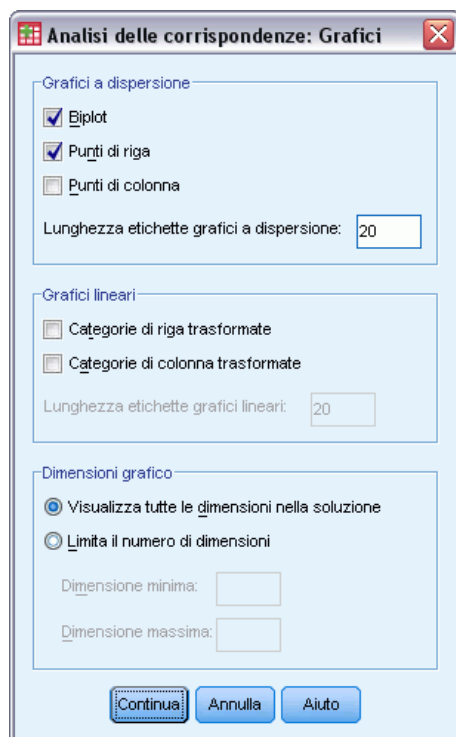 Analisi delle corrispondenze: Grafici
Grafici a dispersione
Biplot
Punti di riga
Punti di colonna
Lunghezza etichette grafici a dispersione: 20
Grafici lineari
Categorie di riga trasformate
Categorie di colonna trasformate
Lunghezza etichette grafici lineari: 20
Dimensioni grafico
Visualizza tutte le dimensioni nella soluzione
Limita il numero di dimensioni
Dimensione minima:
Dimensione massima:
Continua Annulla Aiuto